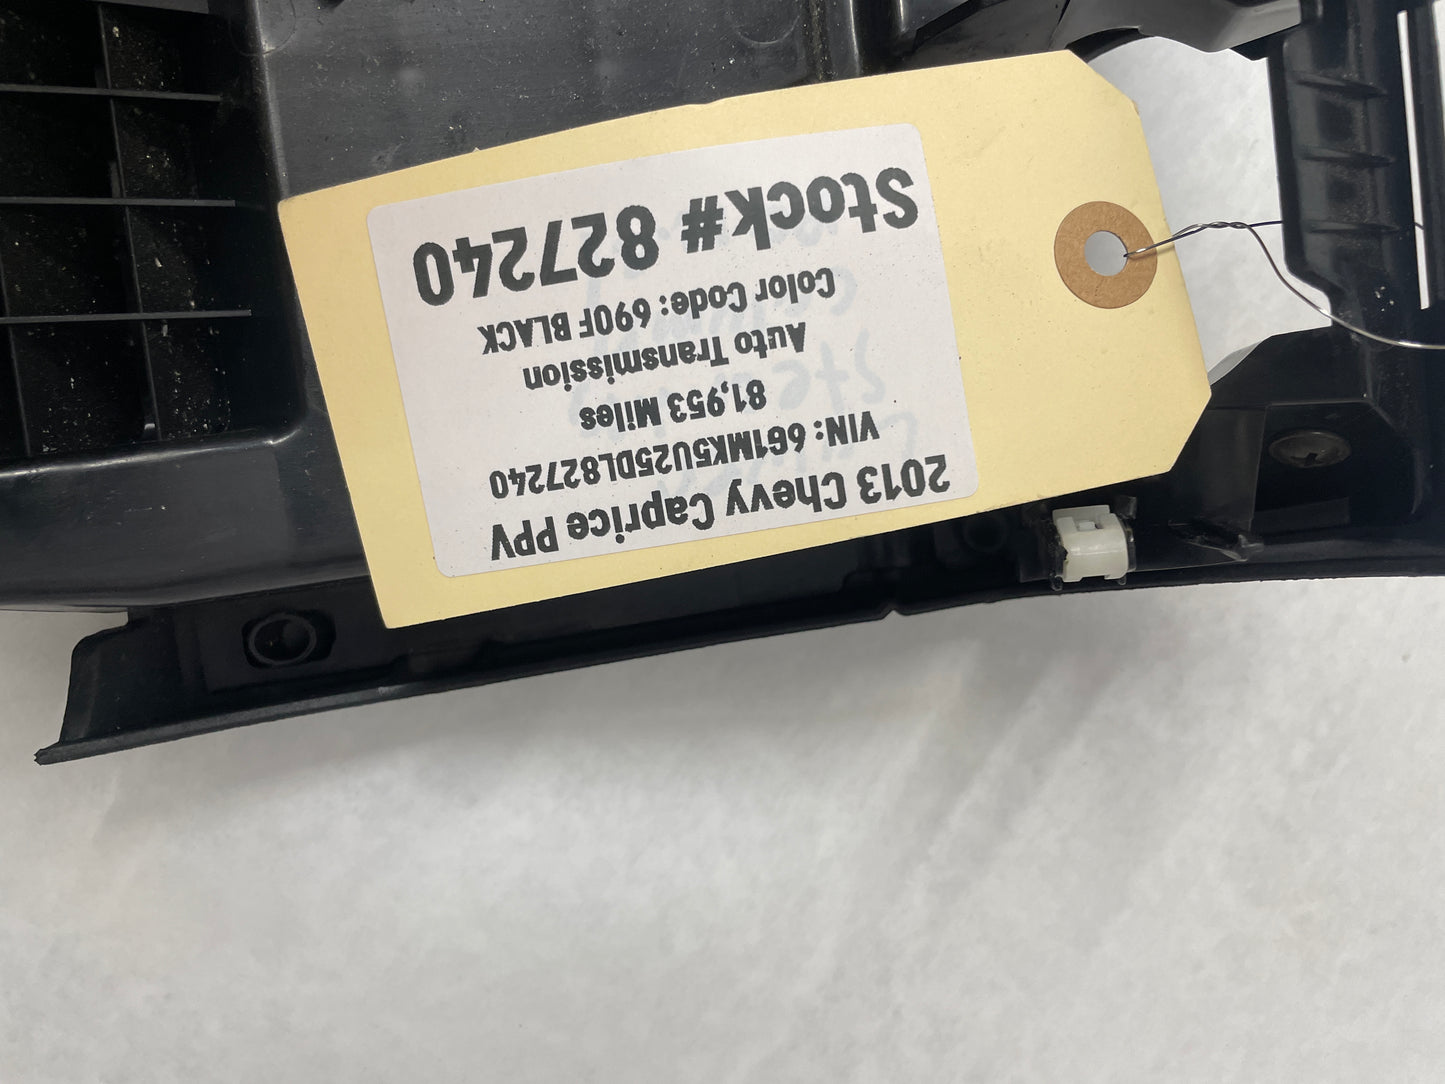 2013 Chevy Caprice PPV
VIN: 6G1MK5U25DL827240
81,953 Miles
Auto Transmission
Color Code: 690F BLACK
Stock# 827240